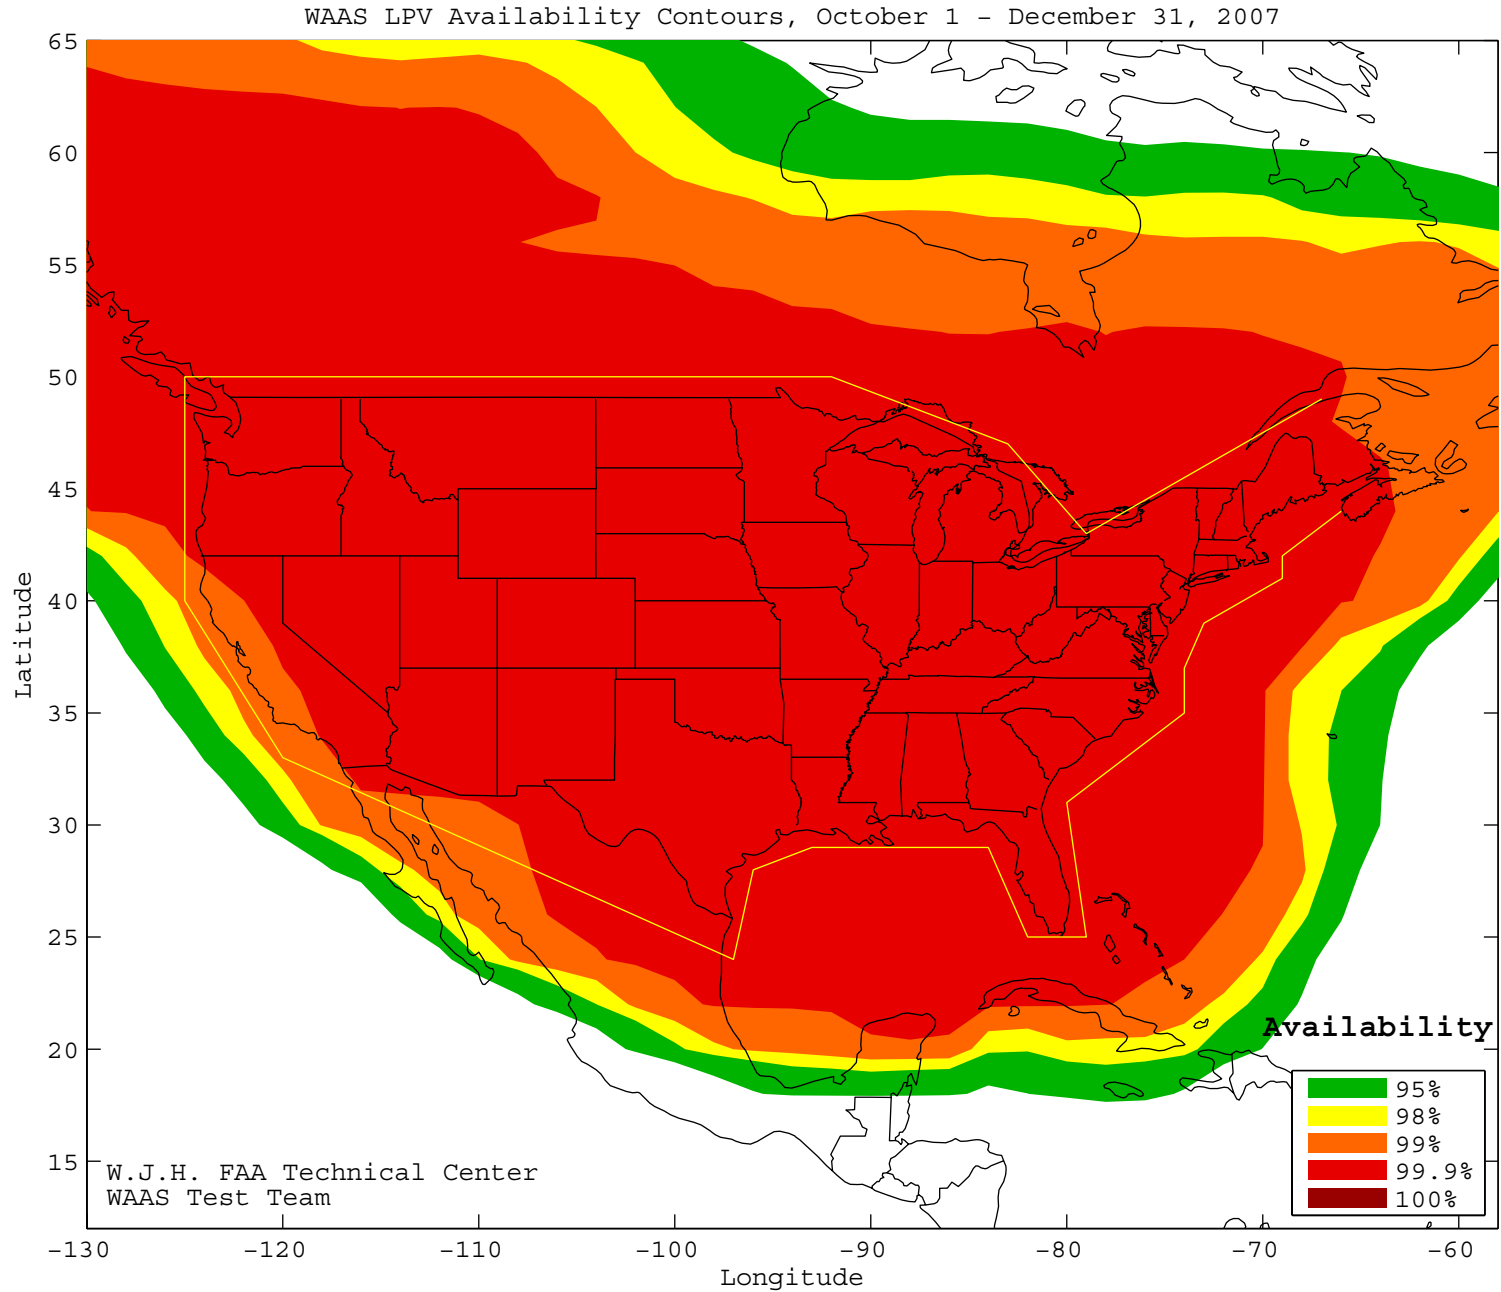 WAAS LPV Availability Contours, October 1 - December 31, 2007
65
60
55
50
45
40
35
30
25
20
15
Latitude
Availability
95%
98%
99%
99.9%
100%
W.J.H. FAA Technical Center
WAAS Test Team
-130 -120 -110 -100 -90 -80 -70 -60
Longitude